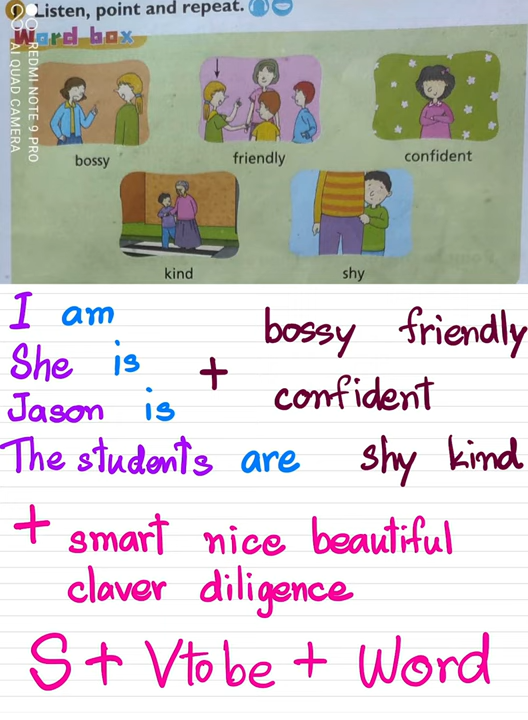 Listen, point and repeat.
Word box
REDMI NOTE 9 PRO
AI QUAD CAMERA
bossy friendly confident
kind shy
I am
She is
Jason is
The students are
+
bossy friendly
confident
shy kind
+ smart nice beautiful
claver diligence
S + Vtobe + Word